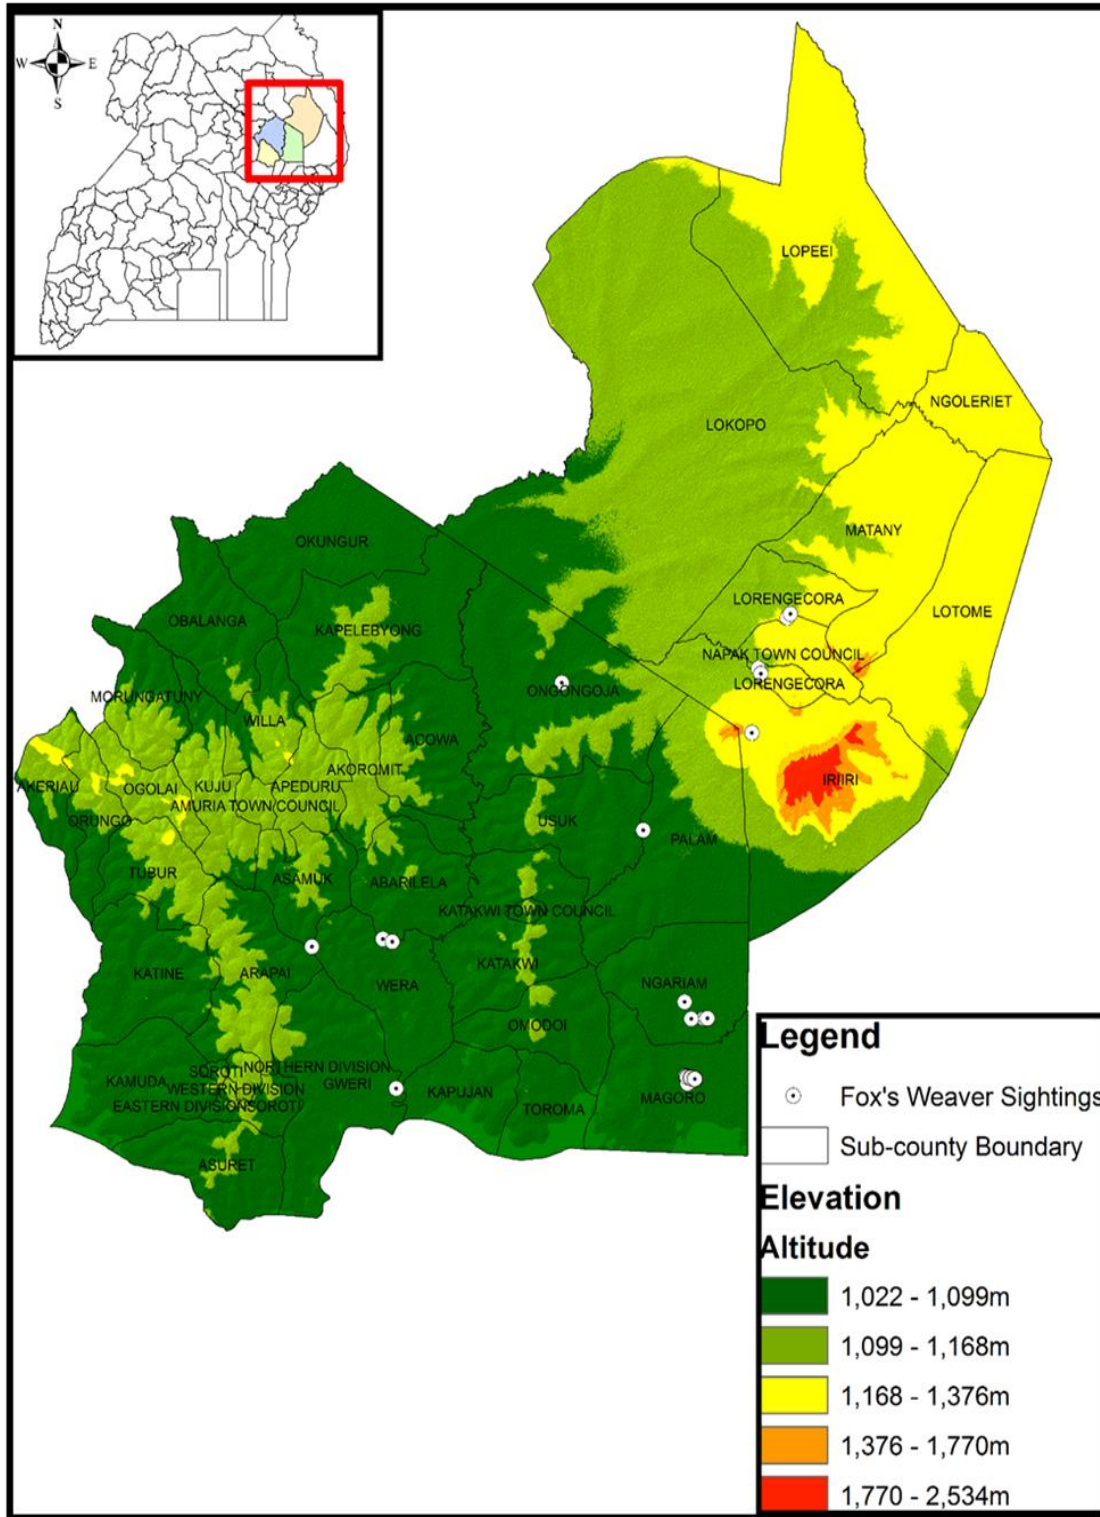 N
W E
S
LOPEEI
NGOLERIET
LOKOPO
MATANY
OKUNGUR
LORENGECORA
LOTOME
OBALANGA
KAPELEBYONG
NAPAK TOWN COUNCIL
LORENGECORA
ONGONGOJA
MORUNGATUNY
WILLA
ACOWA
AKOROMIT
AKERIAU
OGOLAI
KUJU
APEDURU
IRIIRI
AMURIA TOWN COUNCIL
ORUNGO
USUK
PALAM
TUBUR
ASAMUK
ABARILELA
KATAKWI TOWN COUNCIL
KATINE
ARAPAI
WERA
KATAKWI
NGARIAM
OMODOI
SOROTI
NORTHERN DIVISION
KAMUDA
WESTERN DIVISION
GWERI
KAPUJAN
MAGORO
EASTERN DIVISION
SOROTI
TOROMA
ASURET
Legend
Fox's Weaver Sightings
Sub-county Boundary
Elevation
Altitude
1,022 - 1,099m
1,099 - 1,168m
1,168 - 1,376m
1,376 - 1,770m
1,770 - 2,534m